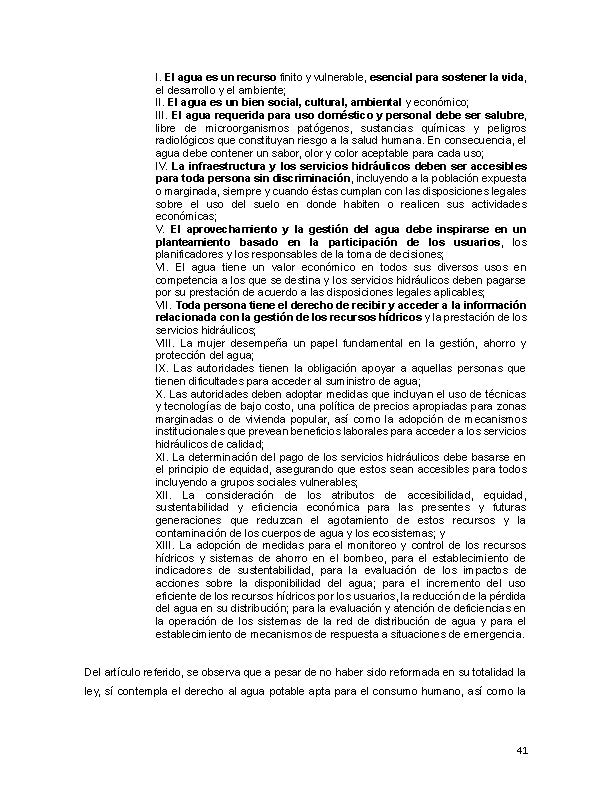 I. El agua es un recurso finito y vulnerable, esencial para sostener la vida,
el desarrollo y el ambiente;
II. El agua es un bien social, cultural, ambiental y económico;
III. El agua requerida para uso doméstico y personal debe ser salubre,
libre de microorganismos patógenos, sustancias químicas y peligros
radiológicos que constituyan riesgo a la salud humana. En consecuencia, el
agua debe contener un sabor, olor y color aceptable para cada uso;
IV. La infraestructura y los servicios hidráulicos deben ser accesibles
para toda persona sin discriminación, incluyendo a la población expuesta
o marginada, siempre y cuando éstas cumplan con las disposiciones legales
sobre el uso del suelo en donde habiten o realicen sus actividades
económicas;
V. El aprovechamiento y la gestión del agua debe inspirarse en un
planteamiento basado en la participación de los usuarios, los
planificadores y los responsables de la toma de decisiones;
VI. El agua tiene un valor económico en todos sus diversos usos en
competencia a los que se destina y los servicios hidráulicos deben pagarse
por su prestación de acuerdo a las disposiciones legales aplicables;
VII. Toda persona tiene el derecho de recibir y acceder a la información
relacionada con la gestión de los recursos hídricos y la prestación de los
servicios hidráulicos;
VIII. La mujer desempeña un papel fundamental en la gestión, ahorro y
protección del agua;
IX. Las autoridades tienen la obligación apoyar a aquellas personas que
tienen dificultades para acceder al suministro de agua;
X. Las autoridades deben adoptar medidas que incluyan el uso de técnicas
y tecnologías de bajo costo, una política de precios apropiadas para zonas
marginadas o de vivienda popular, así como la adopción de mecanismos
institucionales que prevean beneficios laborales para acceder a los servicios
hidráulicos de calidad;
XI. La determinación del pago de los servicios hidráulicos debe basarse en
el principio de equidad, asegurando que estos sean accesibles para todos
incluyendo a grupos sociales vulnerables;
XII. La consideración de los atributos de accesibilidad, equidad,
sustentabilidad y eficiencia económica para las presentes y futuras
generaciones que reduzcan el agotamiento de estos recursos y la
contaminación de los cuerpos de agua y los ecosistemas; y
XIII. La adopción de medidas para el monitoreo y control de los recursos
hídricos y sistemas de ahorro en el bombeo, para el establecimiento de
indicadores de sustentabilidad, para la evaluación de los impactos de
acciones sobre la disponibilidad del agua; para el incremento del uso
eficiente de los recursos hídricos por los usuarios, la reducción de la pérdida
del agua en su distribución; para la evaluación y atención de deficiencias en
la operación de los sistemas de la red de distribución de agua y para el
establecimiento de mecanismos de respuesta a situaciones de emergencia.
Del artículo referido, se observa que a pesar de no haber sido reformada en su totalidad la
ley, sí contempla el derecho al agua potable apta para el consumo humano, así como la
41